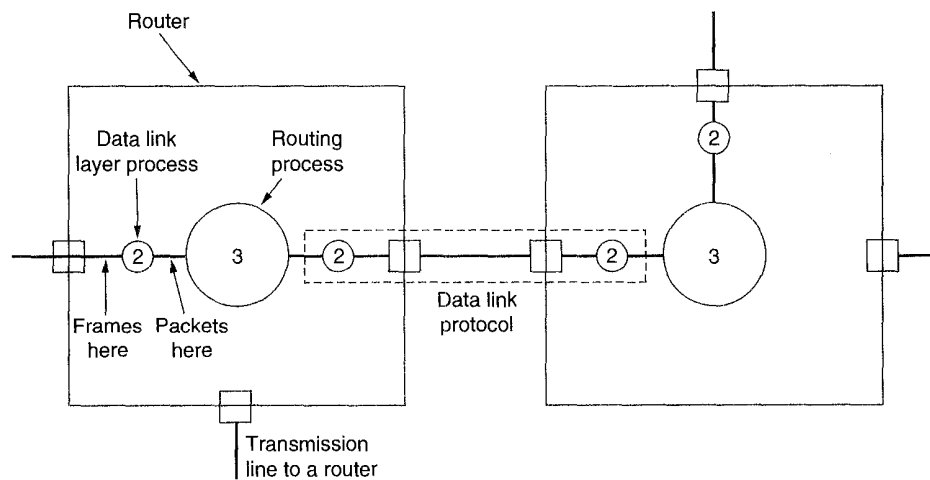 Router
Data link
layer process
Routing
process
2
2
3
2
2
3
Frames
here
Packets
here
Data link
protocol
Transmission
line to a router